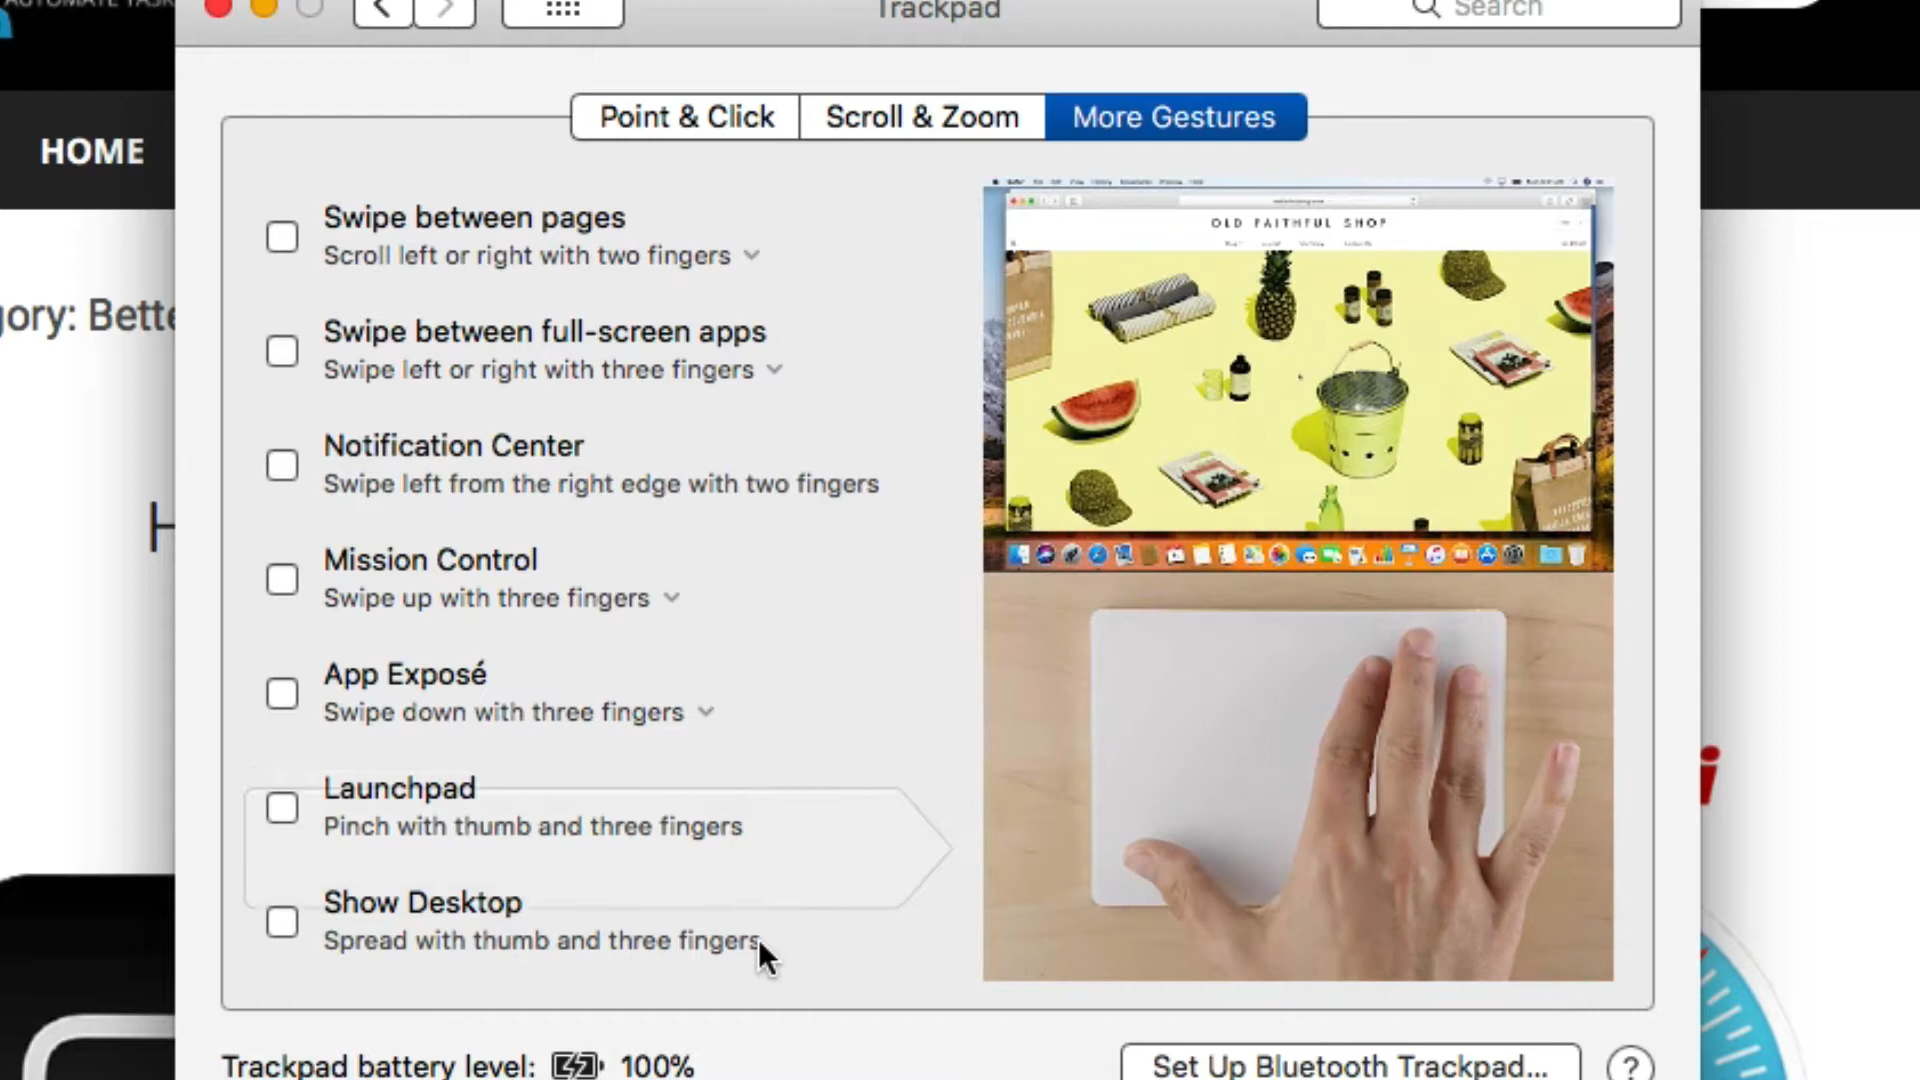 AUTOMATE TASK
Trackpad
Search
HOME
Point & Click
Scroll & Zoom
More Gestures
Swipe between pages
Scroll left or right with two fingers
OLD FAITHFUL SHOP
gory: Bette
Swipe between full-screen apps
Swipe left or right with three fingers
Notification Center
Swipe left from the right edge with two fingers
H
Mission Control
Swipe up with three fingers
App Exposé
Swipe down with three fingers
i
Launchpad
Pinch with thumb and three fingers
Show Desktop
Spread with thumb and three fingers
Trackpad battery level: 100%
Set Up Bluetooth Trackpad...
?